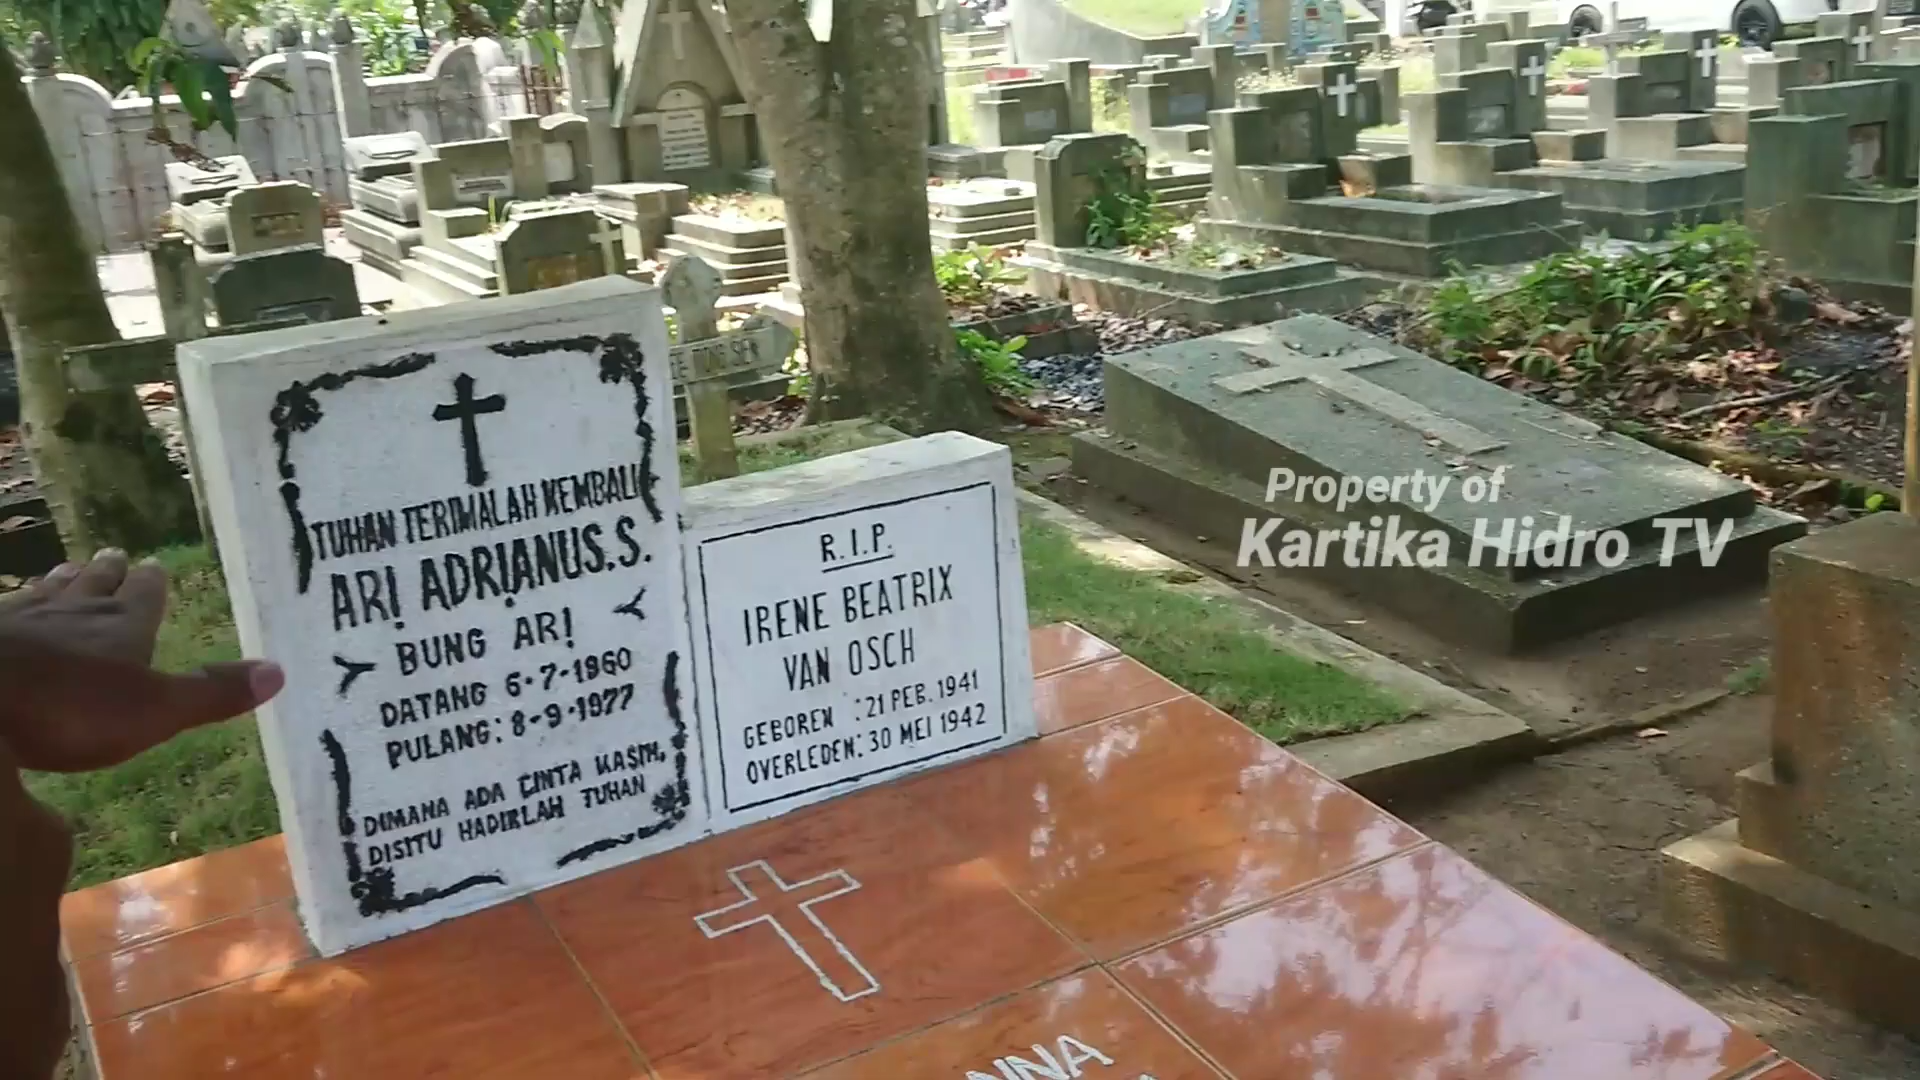 TUHAN TERIMALAH KEMBALI
ARI ADRIANUS.S.
BUNG ARI
DATANG 6-7-1960
PULANG: 8-9-1977
DIMANA ADA CINTA KASIH,
DISITU HADIRLAH TUHAN
R.I.P.
IRENE BEATRIX
VAN OSCH
GEBOREN : 21 PEB. 1941
OVERLEDEN: 30 MEI 1942
TONG SEN
Property of
Kartika Hidro TV